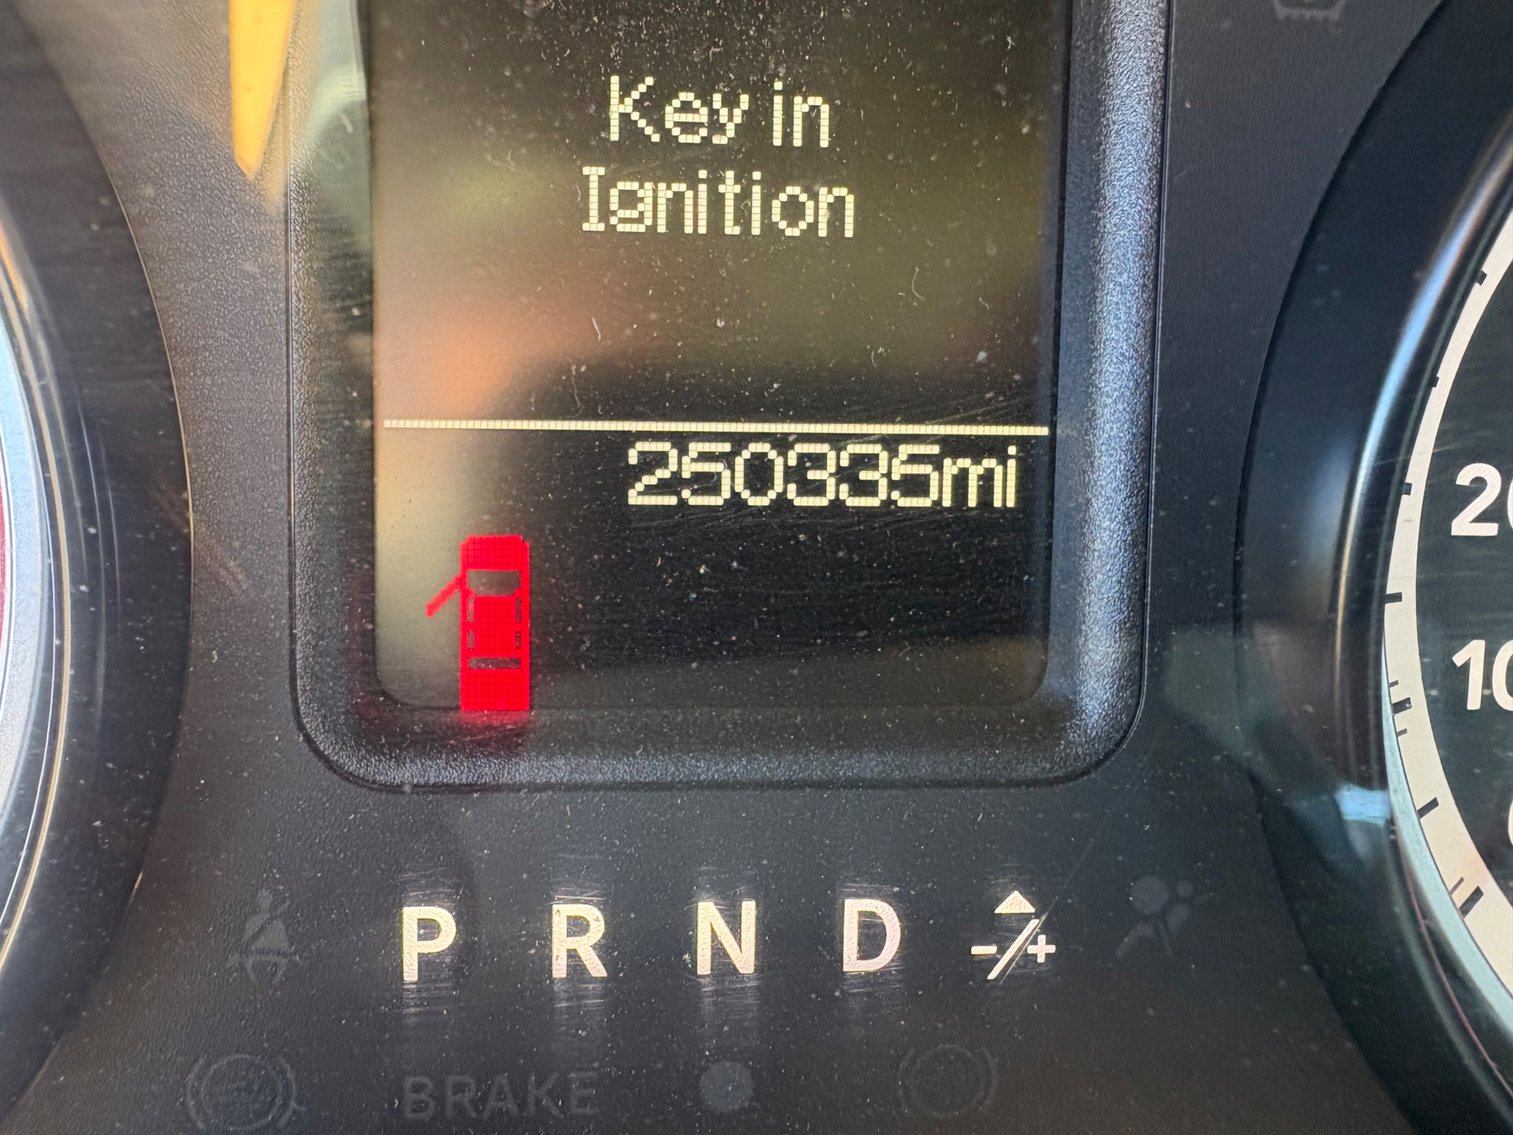 Key in
Ignition
250335mi
P R N D -/+
BRAKE